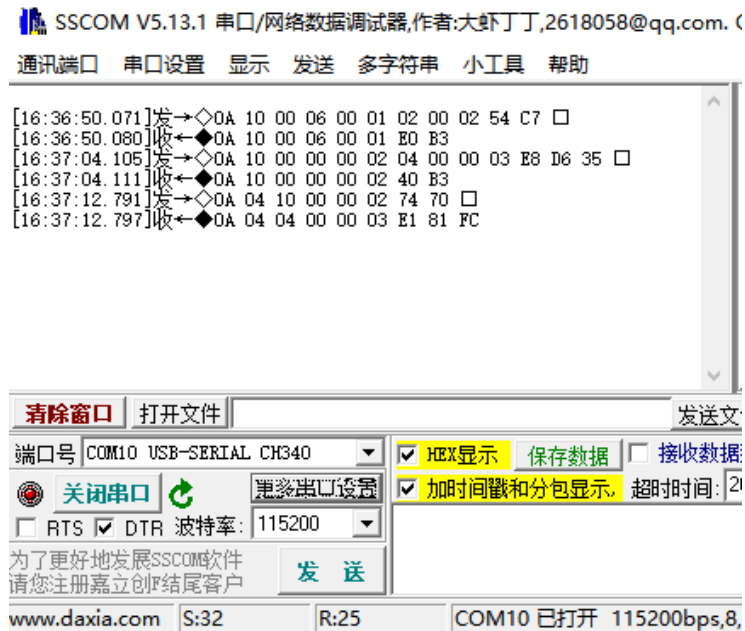 SSCOM V5.13.1 串口/网络数据调试器,作者:大虾丁丁,2618058@qq.com.
通讯端口 串口设置 显示 发送 多字符串 小工具 帮助
[16:36:50.071]发→◇0A 10 00 06 00 01 02 00 02 54 C7 □
[16:36:50.080]收←◆0A 10 00 06 00 01 E0 B3
[16:37:04.105]发→◇0A 10 00 00 00 02 04 00 00 03 E8 D6 35 □
[16:37:04.111]收←◆0A 10 00 00 00 02 40 B3
[16:37:12.791]发→◇0A 04 10 00 00 02 74 70 □
[16:37:12.797]收←◆0A 04 04 00 00 03 E1 81 FC
清除窗口 打开文件 发送文
端口号 COM10 USB-SERIAL CH340 HEX显示 保存数据 接收数据
关闭串口 更多串口设置 加时间戳和分包显示, 超时时间: 20
RTS DTR 波特率: 115200
为了更好地发展SSCOM软件
请您注册嘉立创F结尾客户
发 送
www.daxia.com S:32 R:25 COM10 已打开 115200bps,8,